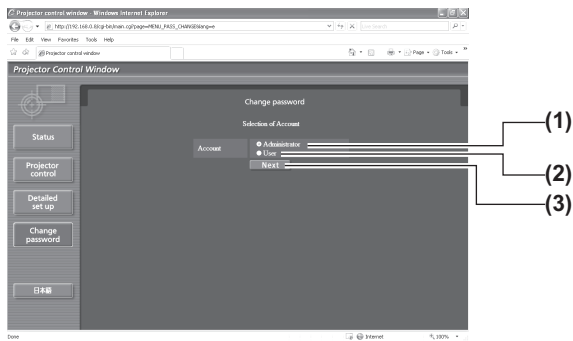 Projector control window - Windows Internet Explorer
http://192.168.0.8/cgi-bin/main.cgi?page=MENU_PASS_CHANGE&lang=e
Live Search
File Edit View Favorites Tools Help
Projector control window
Page Tools
Projector Control Window
Change password
Selection of Account
Account
Administrator
User
Next
Status
Projector
control
Detailed
set up
Change
password
日本語
(1)
(2)
(3)
Done
Internet
100%